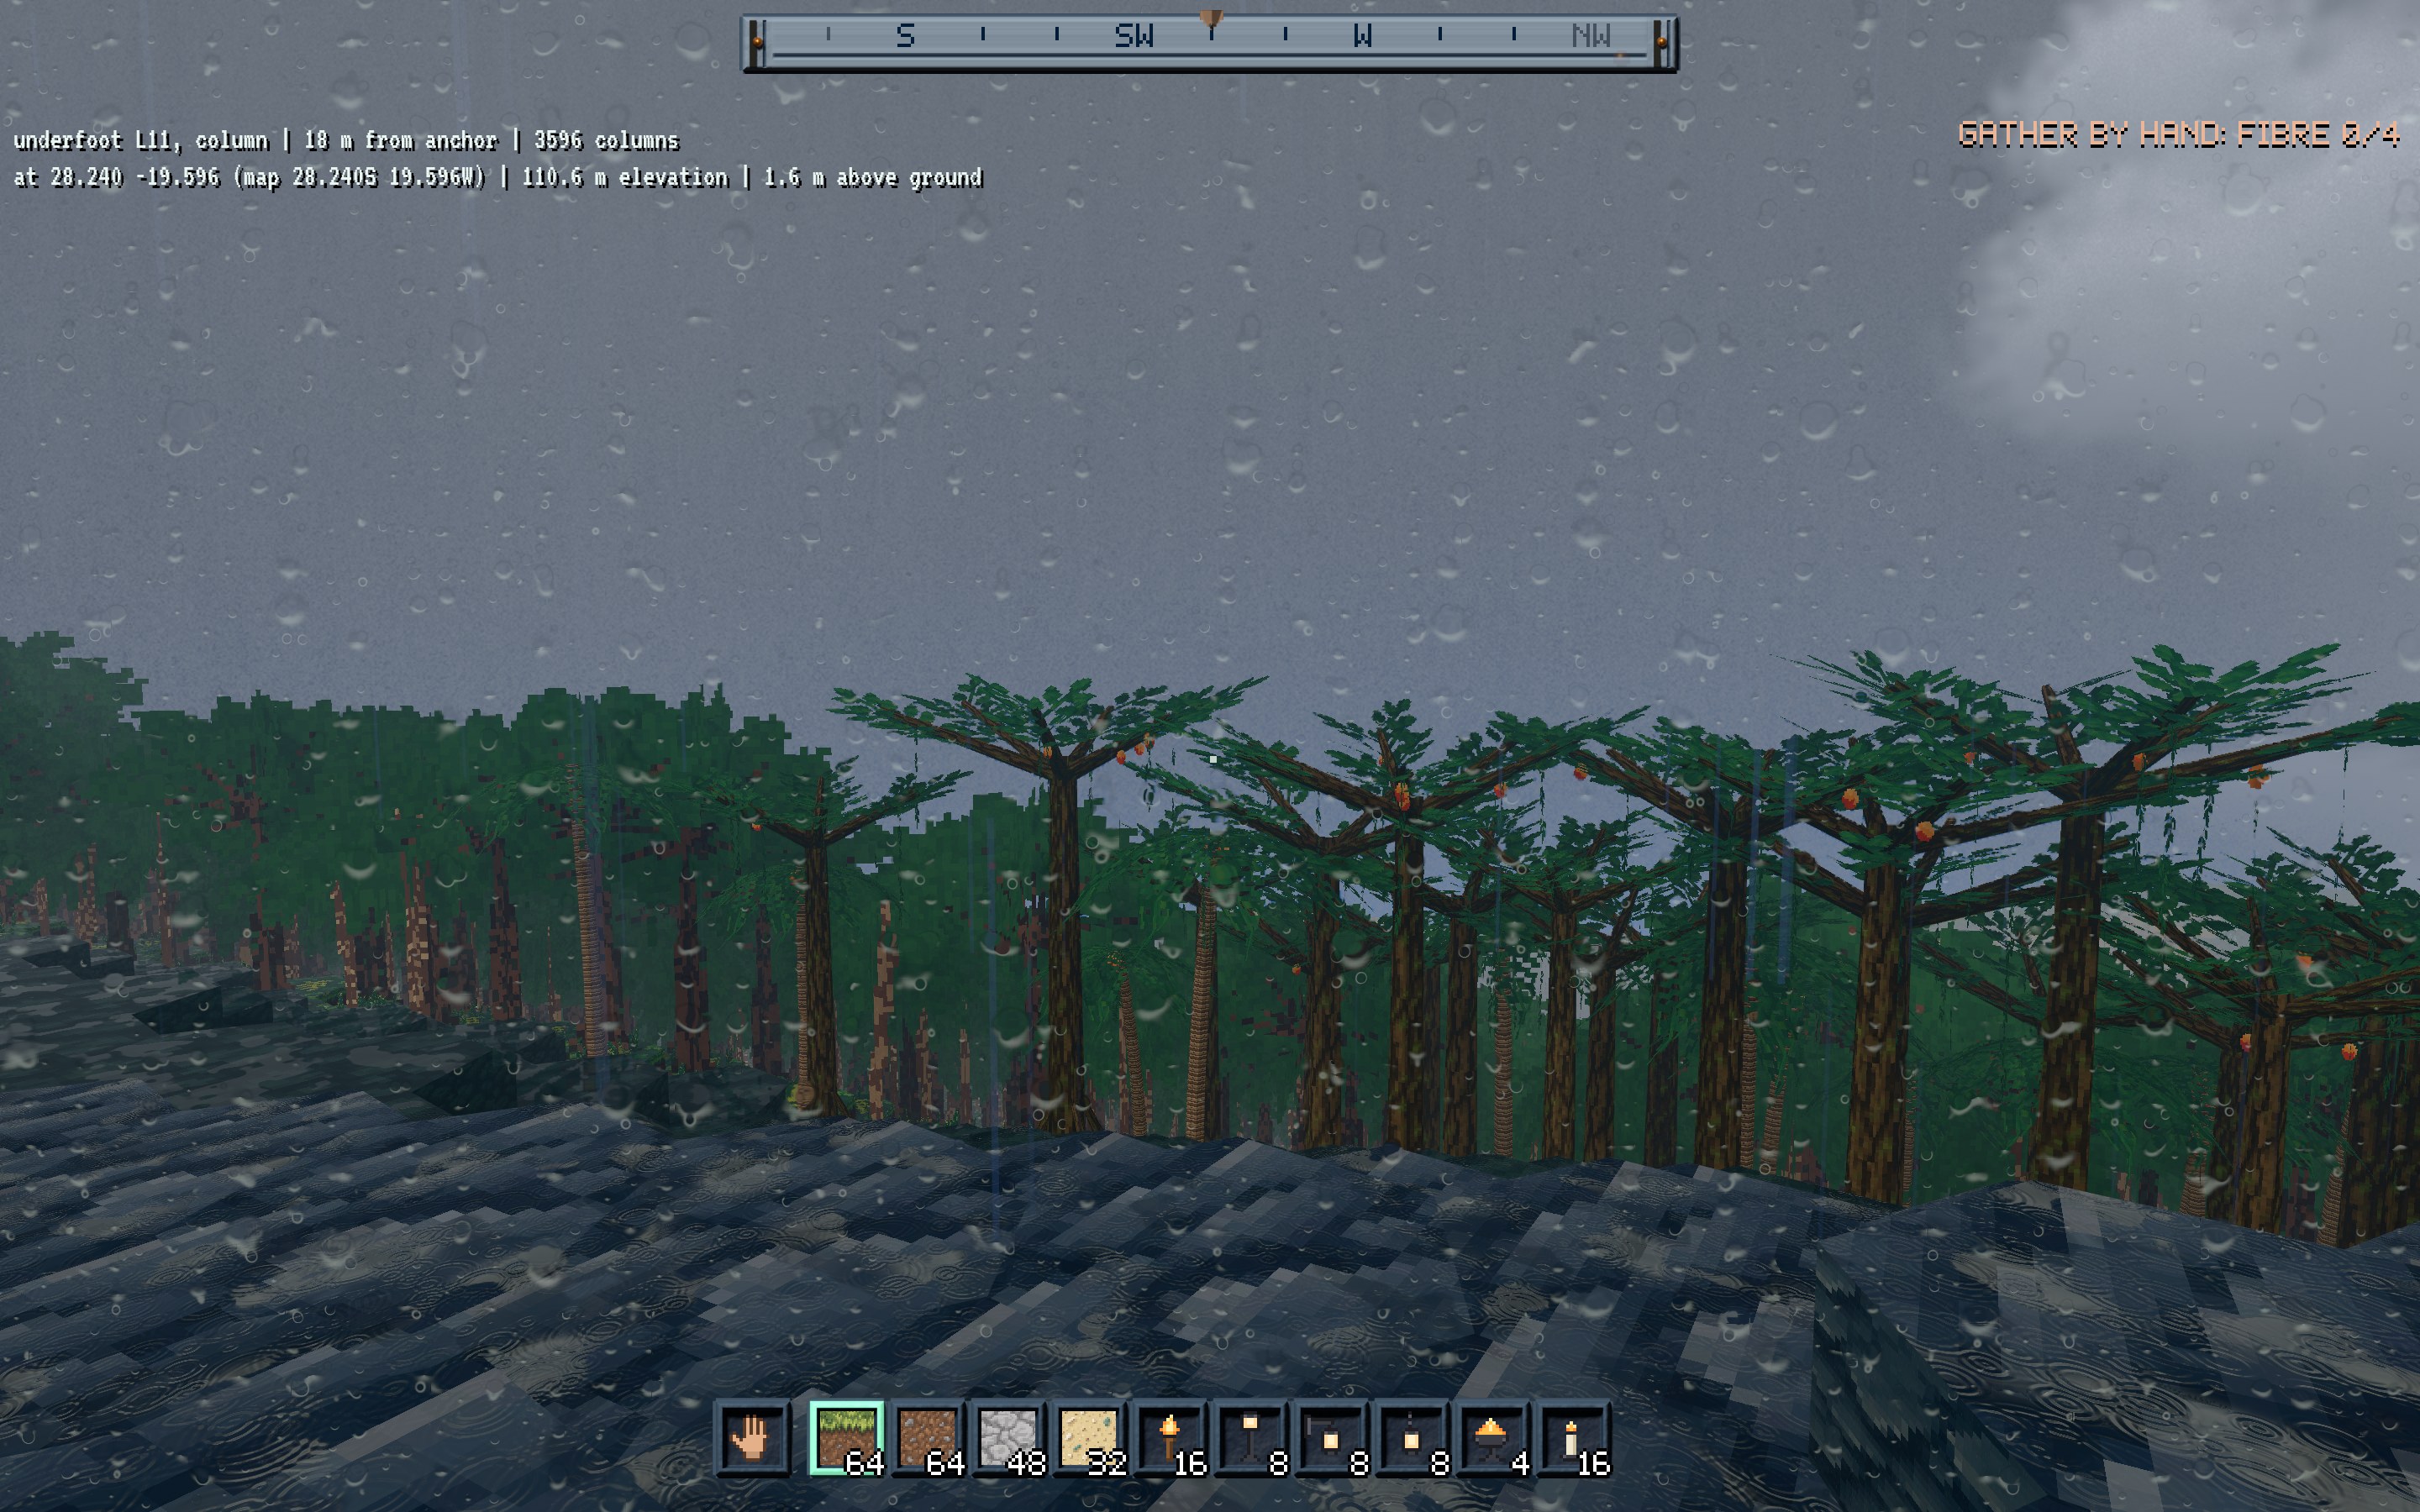 S SW W NW
underfoot L11, column | 18 m from anchor | 3596 columns
GATHER BY HAND: FIBRE 0/4
at 28.240 -19.596 (map 28.240S 19.596W) | 110.6 m elevation | 1.6 m above ground
64 64 48 32 16 8 8 8 4 16